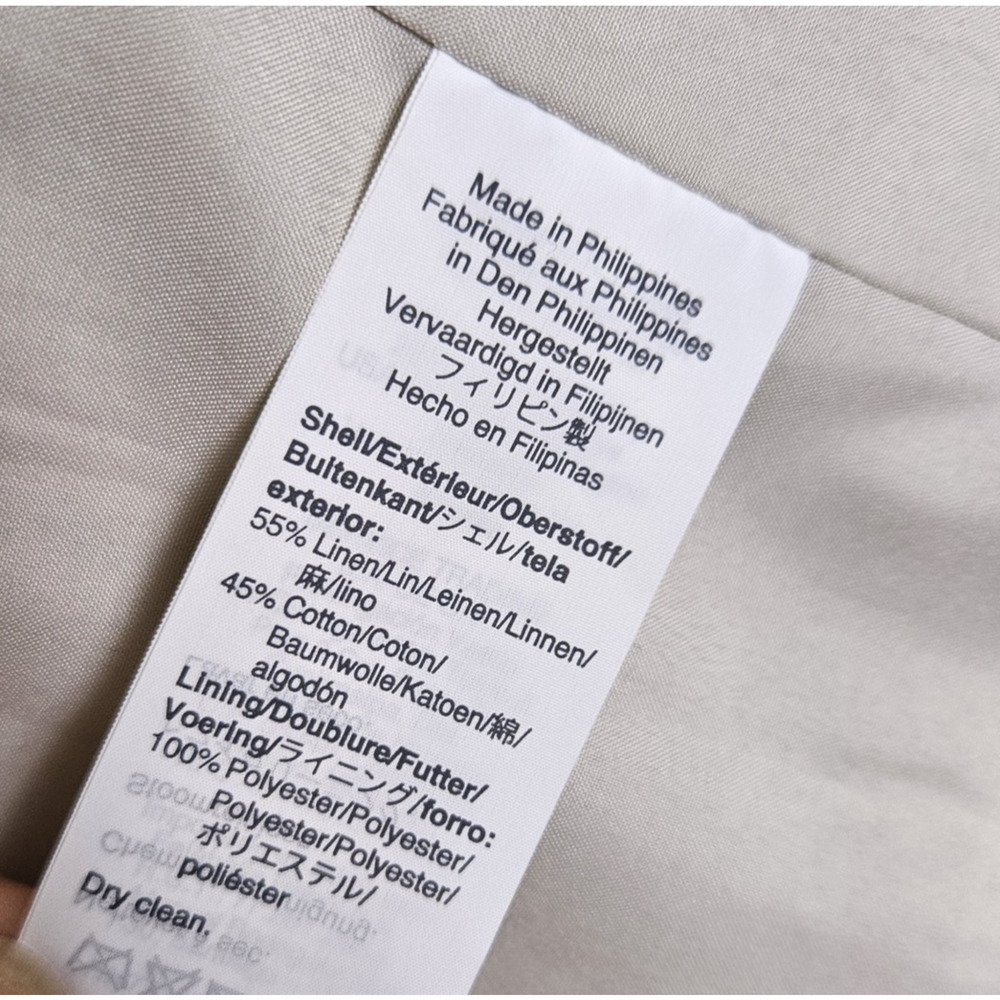 Made in Philippines
Fabriqué aux Philippines
in Den Philippinen
Hergestellt
Vervaardigd in Filipijnen
フィリピン製
Hecho en Filipinas
Shell/Extérieur/Oberstoff/
Buitenkant/シェル/tela
exterior:
55% Linen/Lin/Leinen/Linnen/
麻/lino
45% Cotton/Coton/
Baumwolle/Katoen/綿/
algodón
Lining/Doublure/Futter/
Voering/ライニング/forro:
100% Polyester/Polyester/
Polyester/Polyester/
ポリエステル/
poliéster
Dry clean.